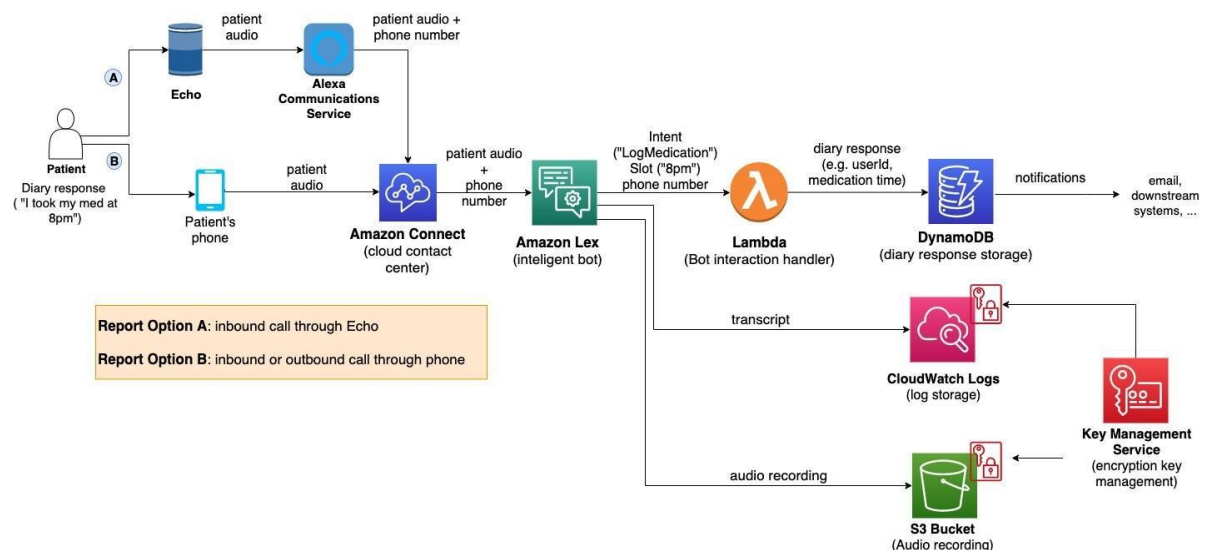 patient
audio
patient audio +
phone number
A
Echo
Alexa
Communications
Service
B
Patient
Diary response
( "I took my med at
8pm")
Patient's
phone
patient
audio
Amazon Connect
(cloud contact
center)
patient audio
+
phone
number
Amazon Lex
(inteligent bot)
Intent
("LogMedication")
Slot ("8pm")
phone number
Lambda
(Bot interaction handler)
diary response
(e.g. userId,
medication time)
DynamoDB
(diary response storage)
notifications
email,
downstream
systems, ...
Report Option A: inbound call through Echo
Report Option B: inbound or outbound call through phone
transcript
CloudWatch Logs
(log storage)
Key Management
Service
(encryption key
management)
audio recording
S3 Bucket
(Audio recording)